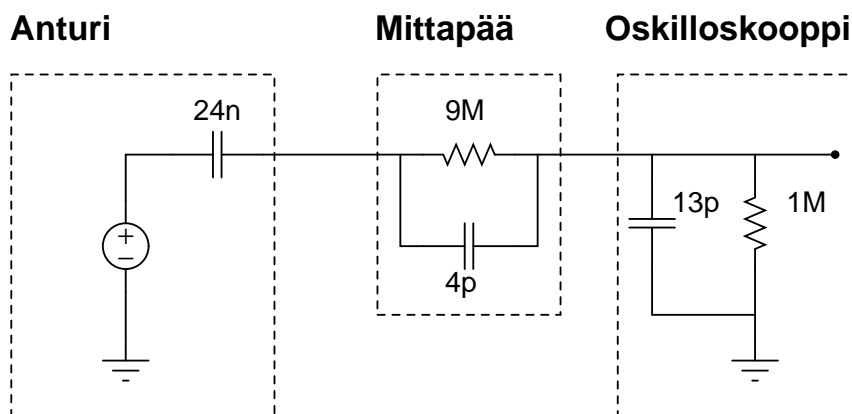 Anturi
Mittapää
Oskilloskooppi
24n
9M
4p
13p
1M